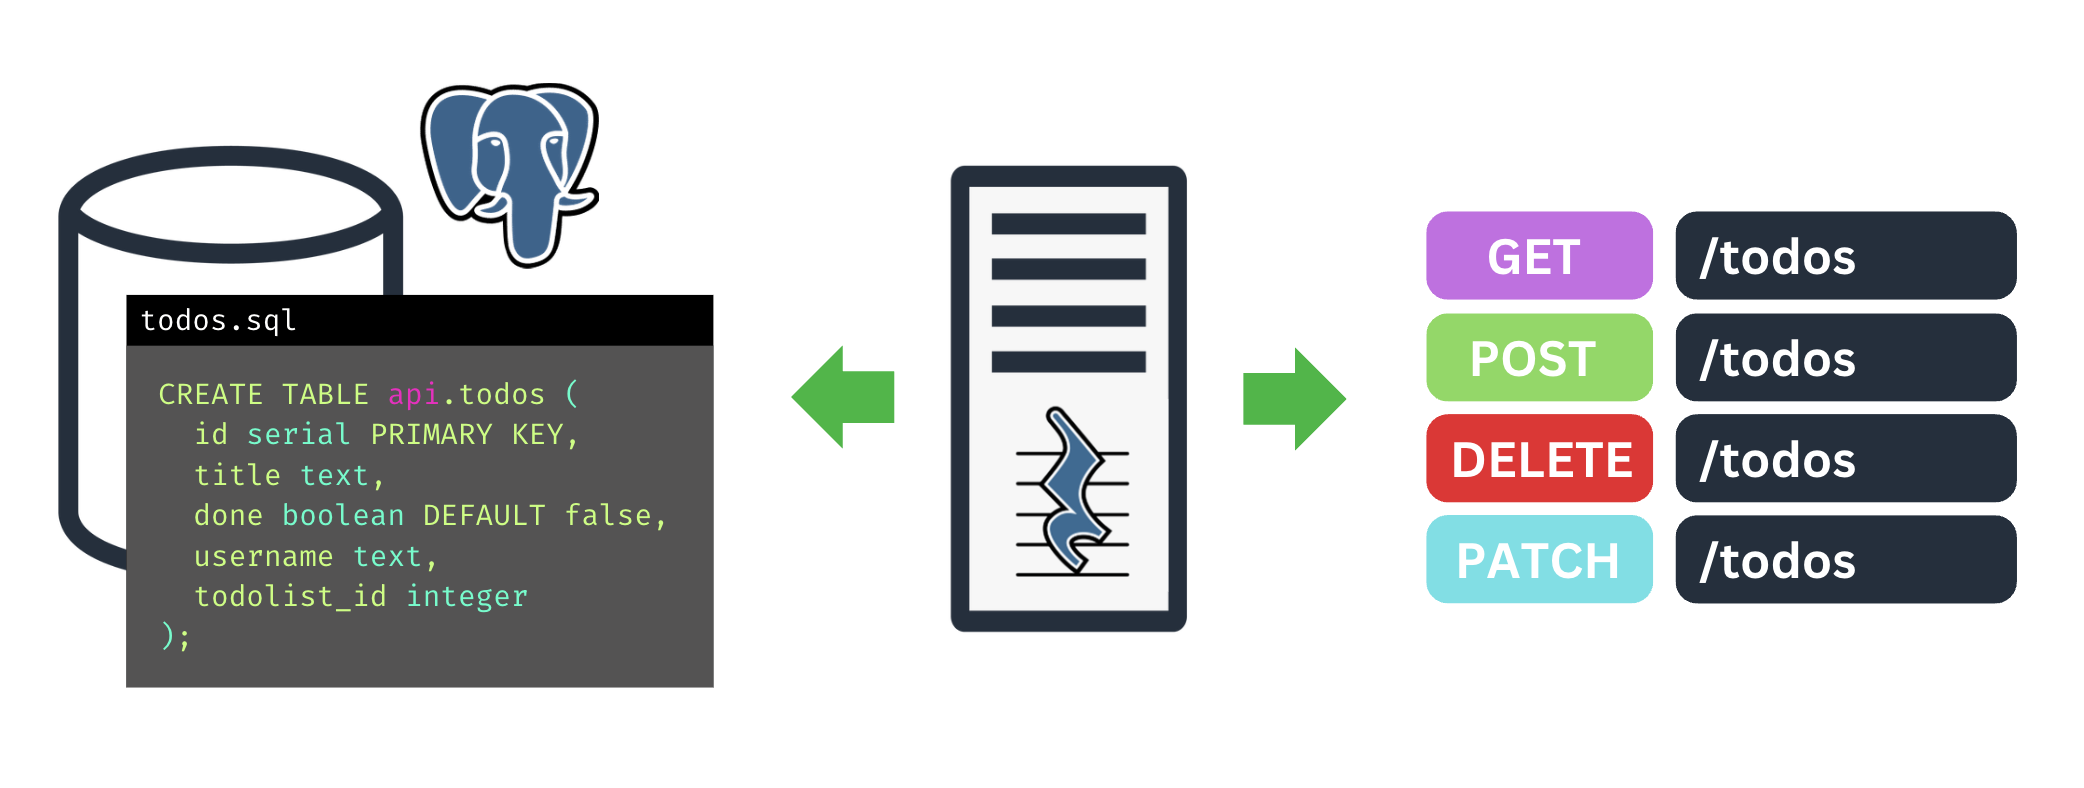 todos.sql
CREATE TABLE api.todos (
  id serial PRIMARY KEY,
  title text,
  done boolean DEFAULT false,
  username text,
  todolist_id integer
);
GET /todos
POST /todos
DELETE /todos
PATCH /todos